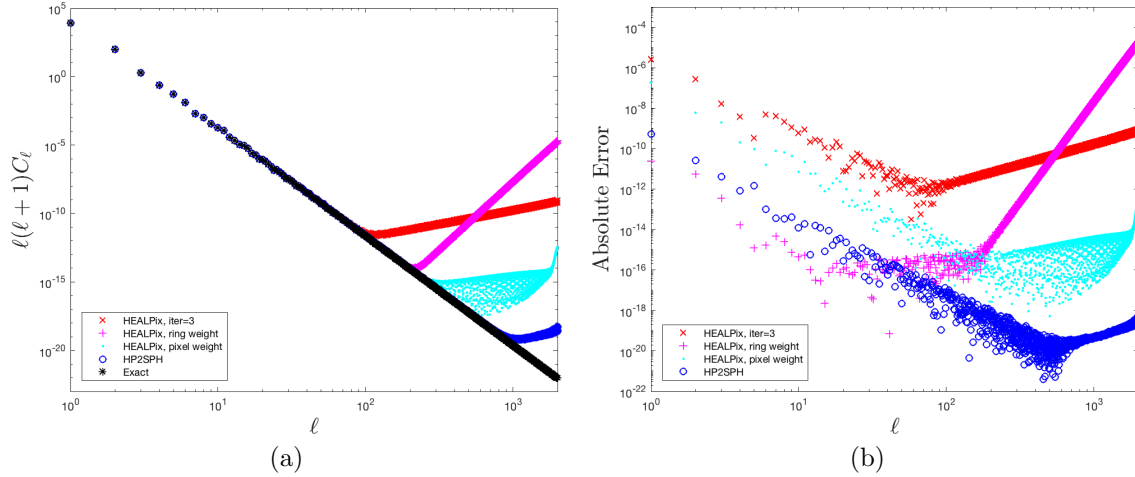 10^5
10^0
10^-5
10^-10
10^-15
10^-20
ℓ(ℓ + 1)C_ℓ
HEALPix, iter=3
HEALPix, ring weight
HEALPix, pixel weight
HP2SPH
Exact
10^0
10^1
10^2
10^3
ℓ
(a)
10^-4
10^-6
10^-8
10^-10
10^-12
10^-14
10^-16
10^-18
10^-20
10^-22
Absolute Error
HEALPix, iter=3
HEALPix, ring weight
HEALPix, pixel weight
HP2SPH
10^0
10^1
10^2
10^3
ℓ
(b)